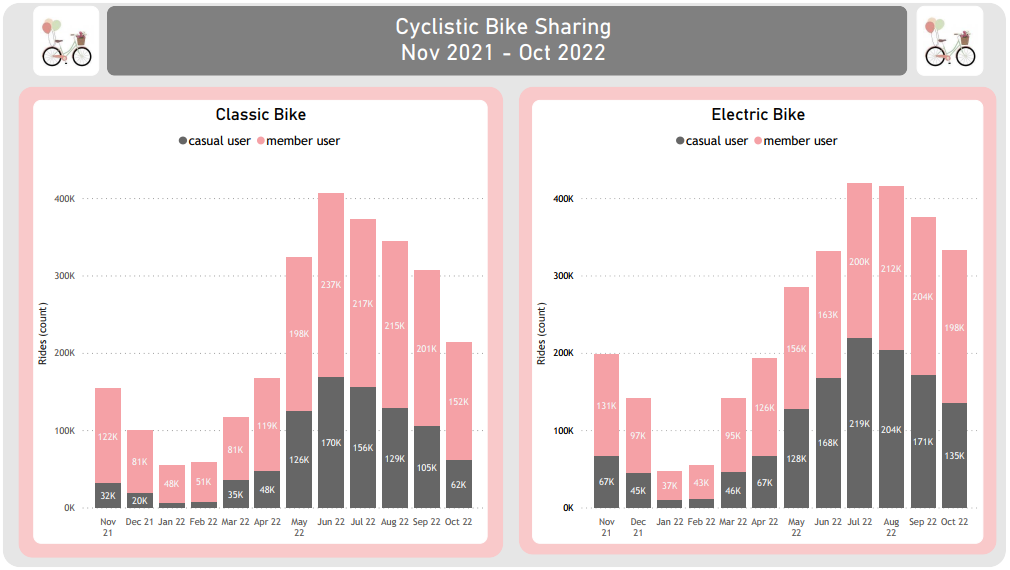 Cyclistic Bike Sharing
Nov 2021 - Oct 2022
Classic Bike
casual user member user
Rides (count)
400K
300K
200K
100K
0K
122K
81K
48K
51K
81K
119K
198K
237K
217K
215K
201K
152K
32K
20K
35K
48K
126K
170K
156K
129K
105K
62K
Nov 21
Dec 21
Jan 22
Feb 22
Mar 22
Apr 22
May 22
Jun 22
Jul 22
Aug 22
Sep 22
Oct 22
Electric Bike
casual user member user
Rides (count)
400K
300K
200K
100K
0K
131K
97K
37K
43K
95K
126K
156K
163K
200K
212K
204K
198K
67K
45K
46K
67K
128K
168K
219K
204K
171K
135K
Nov 21
Dec 21
Jan 22
Feb 22
Mar 22
Apr 22
May 22
Jun 22
Jul 22
Aug 22
Sep 22
Oct 22